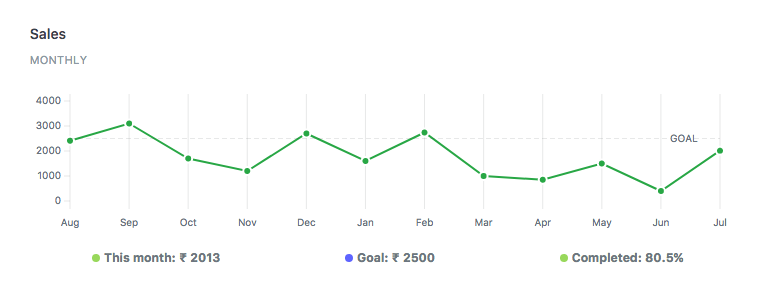 Sales
MONTHLY
4000
3000
GOAL
2000
1000
0
Aug Sep Oct Nov Dec Jan Feb Mar Apr May Jun Jul
This month: ₹ 2013 Goal: ₹ 2500 Completed: 80.5%